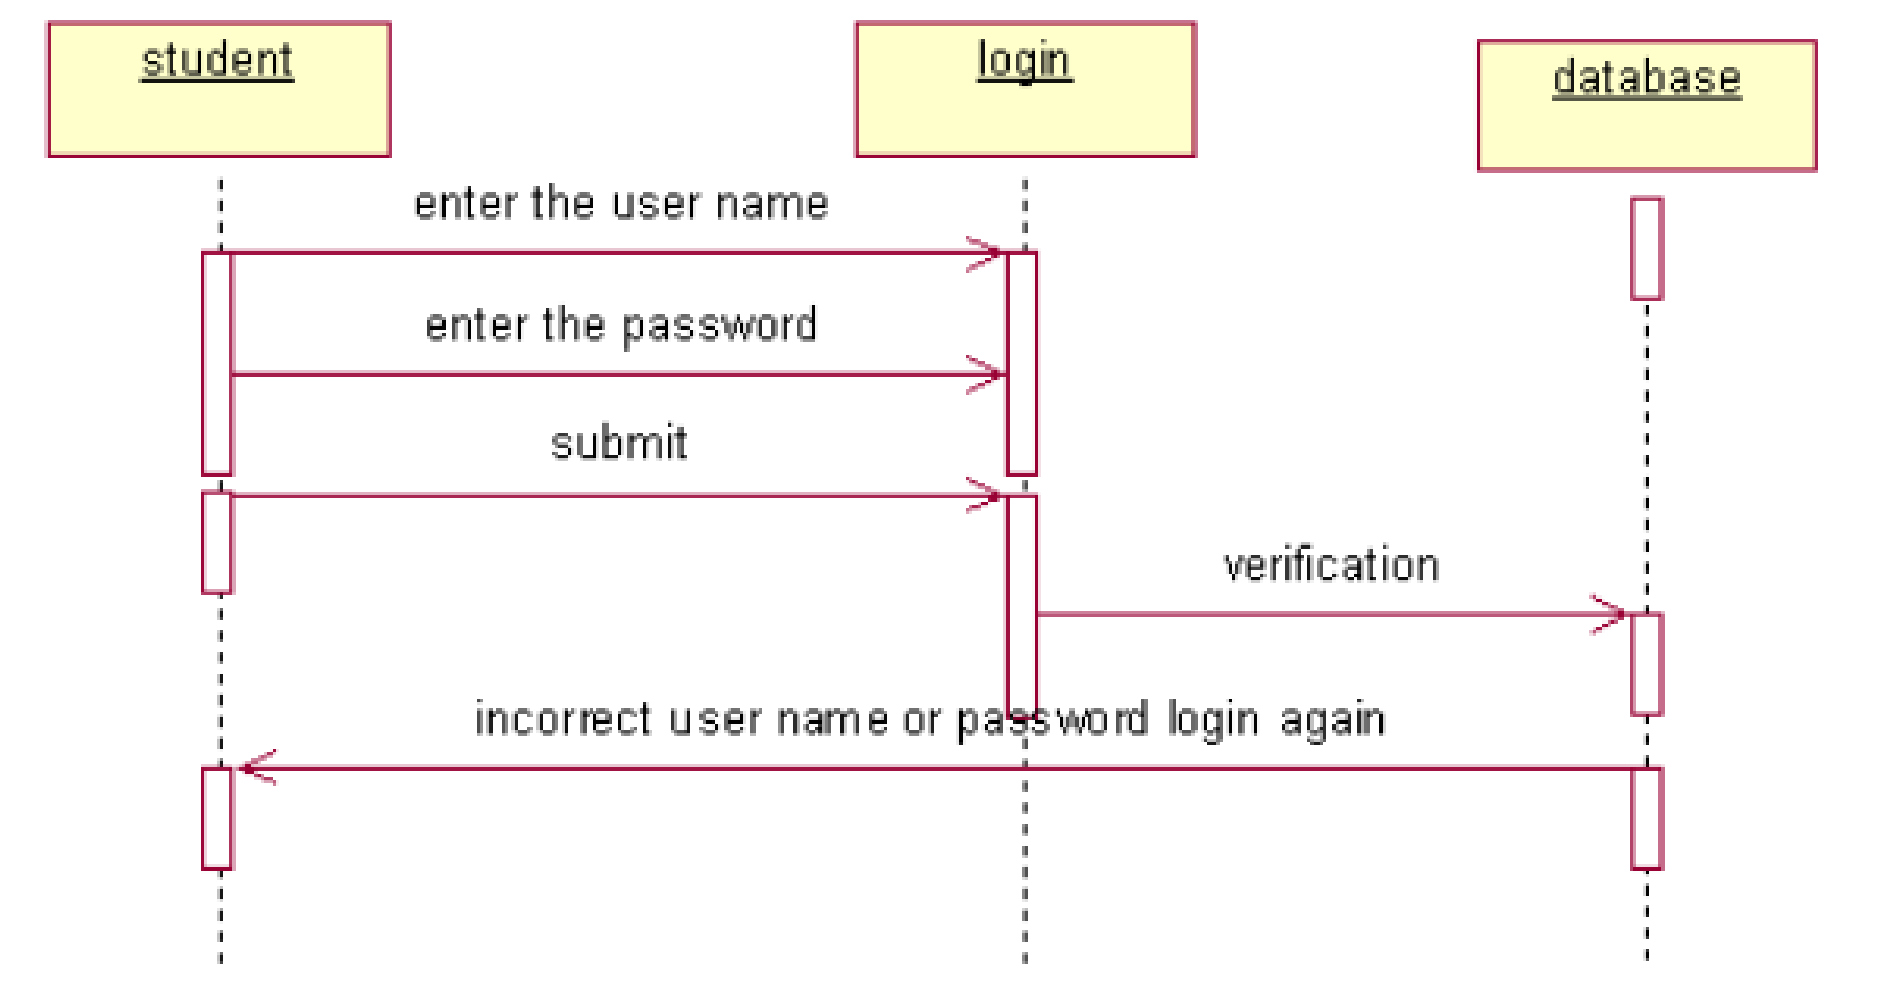 student
login
database
enter the user name
enter the password
submit
verification
incorrect user name or password login again